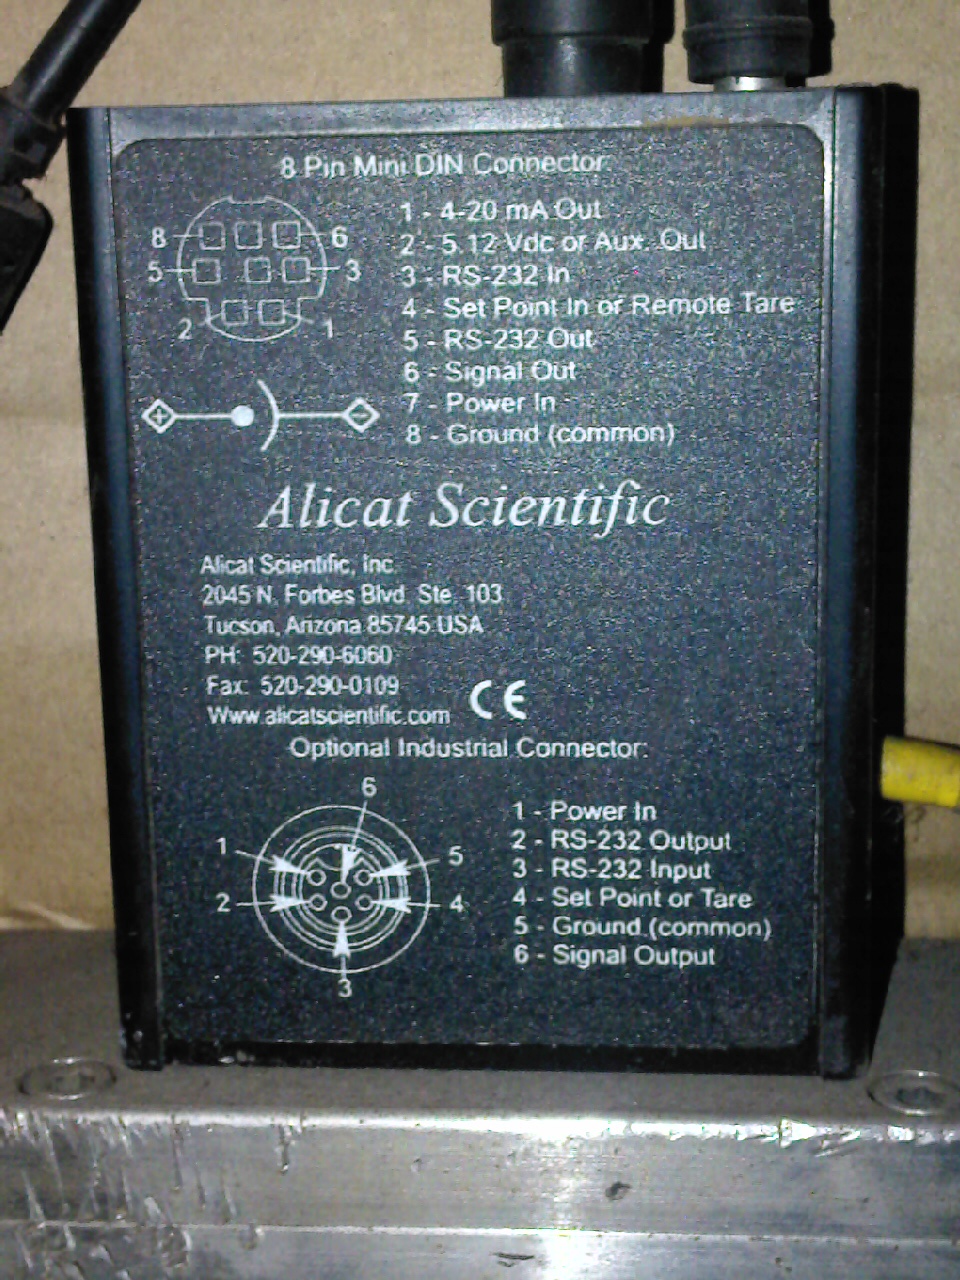 8 Pin Mini DIN Connector:
1 - 4-20 mA Out
2 - 5.12 Vdc or Aux. Out
3 - RS-232 In
4 - Set Point In or Remote Tare
5 - RS-232 Out
6 - Signal Out
7 - Power In
8 - Ground (common)
8 6
5 3
2 1
Alicat Scientific
Alicat Scientific, Inc.
2045 N. Forbes Blvd. Ste. 103
Tucson, Arizona 85745 USA
PH: 520-290-6060
Fax: 520-290-0109
Www.alicatscientific.com
CE
Optional Industrial Connector:
6
1 5
2 4
3
1 - Power In
2 - RS-232 Output
3 - RS-232 Input
4 - Set Point or Tare
5 - Ground (common)
6 - Signal Output